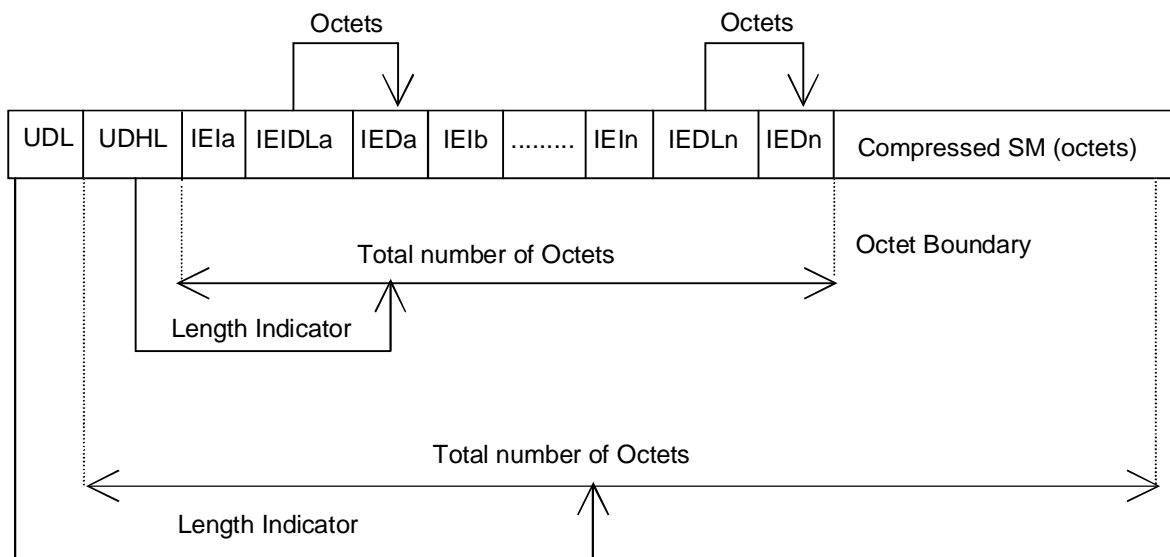 Octets Octets
UDL UDHL IEIa IEIDLa IEDa IEIb ......... IEIn IEDLn IEDn Compressed SM (octets)
Total number of Octets
Octet Boundary
Length Indicator
Total number of Octets
Length Indicator